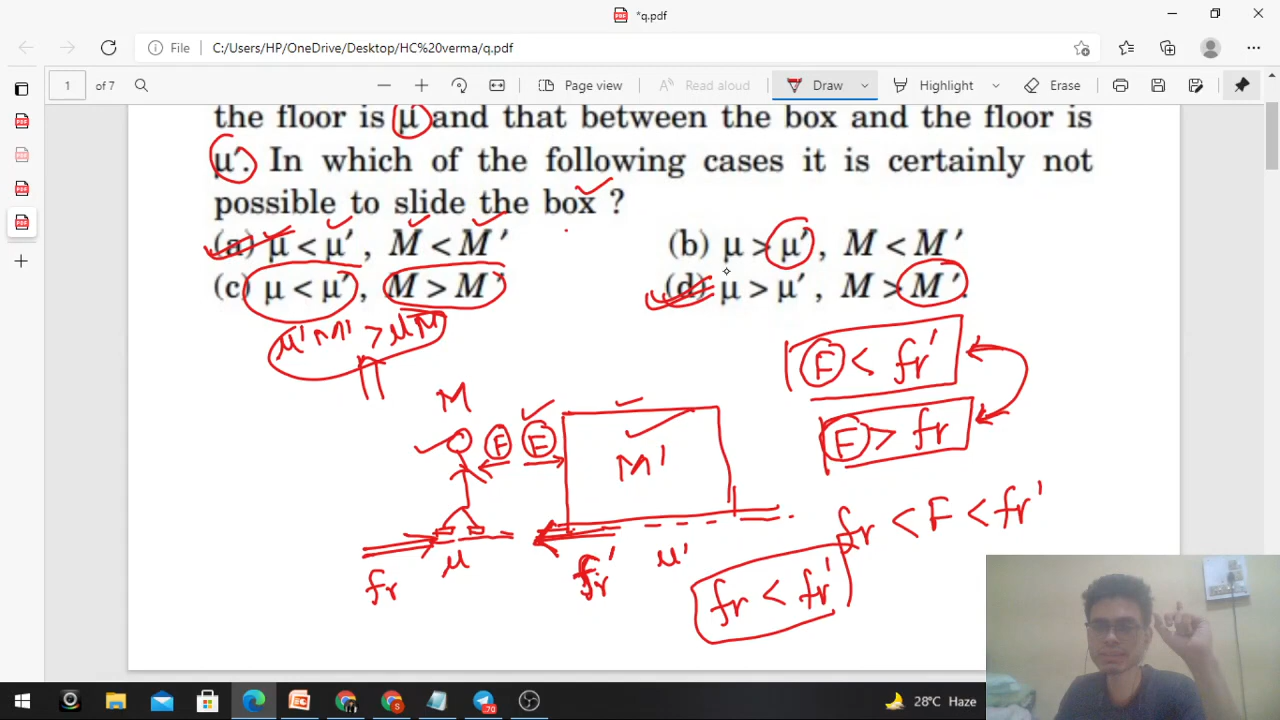 *q.pdf
File C:/Users/HP/OneDrive/Desktop/HC%20verma/q.pdf
1 of 7 Page view Read aloud Draw Highlight Erase
the floor is μ and that between the box and the floor is
μ′. In which of the following cases it is certainly not
possible to slide the box ?
(a) μ < μ′, M < M′ (b) μ > μ′, M < M′
(c) μ < μ′, M > M′ (d) μ > μ′, M > M′.
μ'M' > μM
F < fr'
M
F F
F > fr
M'
fr < F < fr'
fr μ fr' μ'
fr < fr'
70
28°C Haze